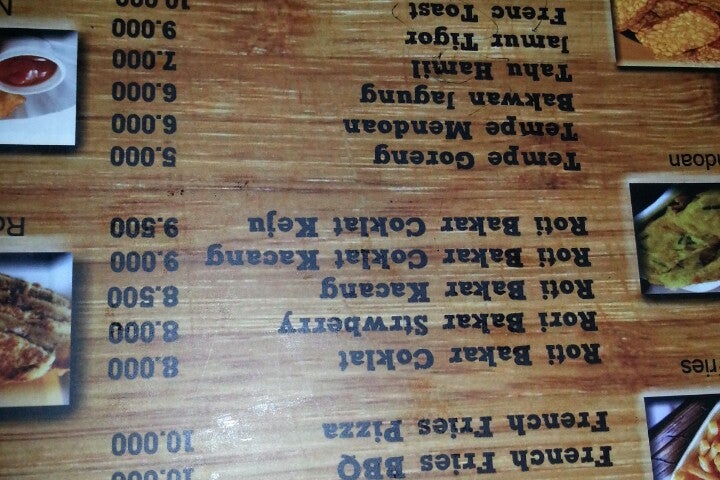 French Fries BBQ 10.000
French Fries Pizza 10.000
Roti Bakar Coklat 8.000
Rori Bakar Strwberry 8.000
Roti Bakar Kacang 8.500
Roti Bakar Coklat Kacang 9.000
Roti Bakar Coklat Keju 9.500
Tempe Goreng 5.000
Tempe Mendoan 6.000
Bakwan Jagung 6.000
Tahu Hamil 7.000
Jamur Tigor 9.000
Frenc Toast 10.000